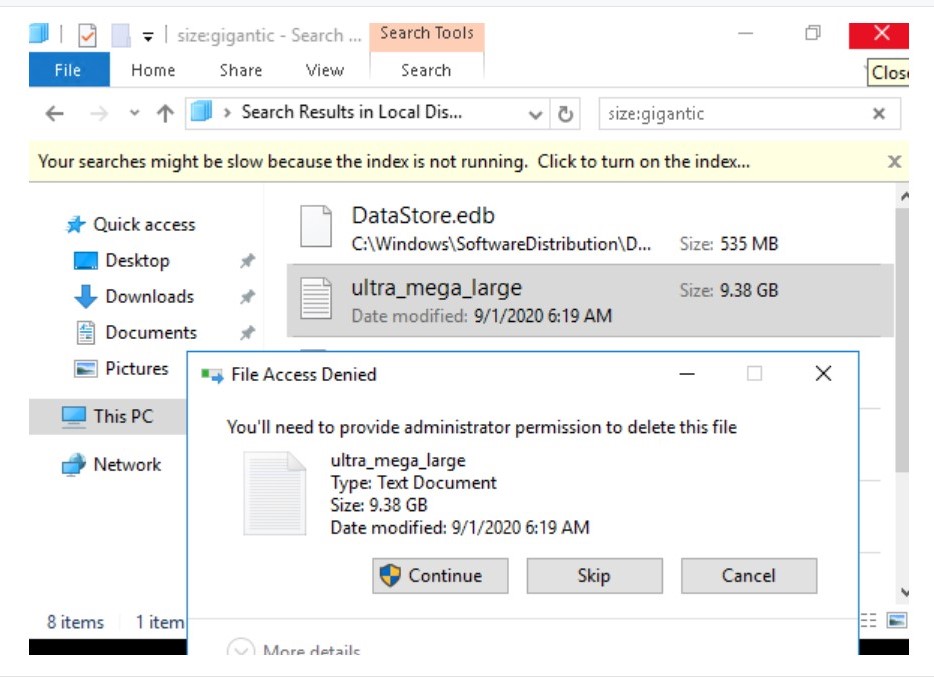 size:gigantic - Search ...
Search Tools
File Home Share View Search
Close
Search Results in Local Dis...
size:gigantic
Your searches might be slow because the index is not running. Click to turn on the index...
Quick access
Desktop
Downloads
Documents
Pictures
This PC
Network
DataStore.edb
C:\Windows\SoftwareDistribution\D... Size: 535 MB
ultra_mega_large Size: 9.38 GB
Date modified: 9/1/2020 6:19 AM
File Access Denied
You'll need to provide administrator permission to delete this file
ultra_mega_large
Type: Text Document
Size: 9.38 GB
Date modified: 9/1/2020 6:19 AM
Continue Skip Cancel
8 items 1 item
More details